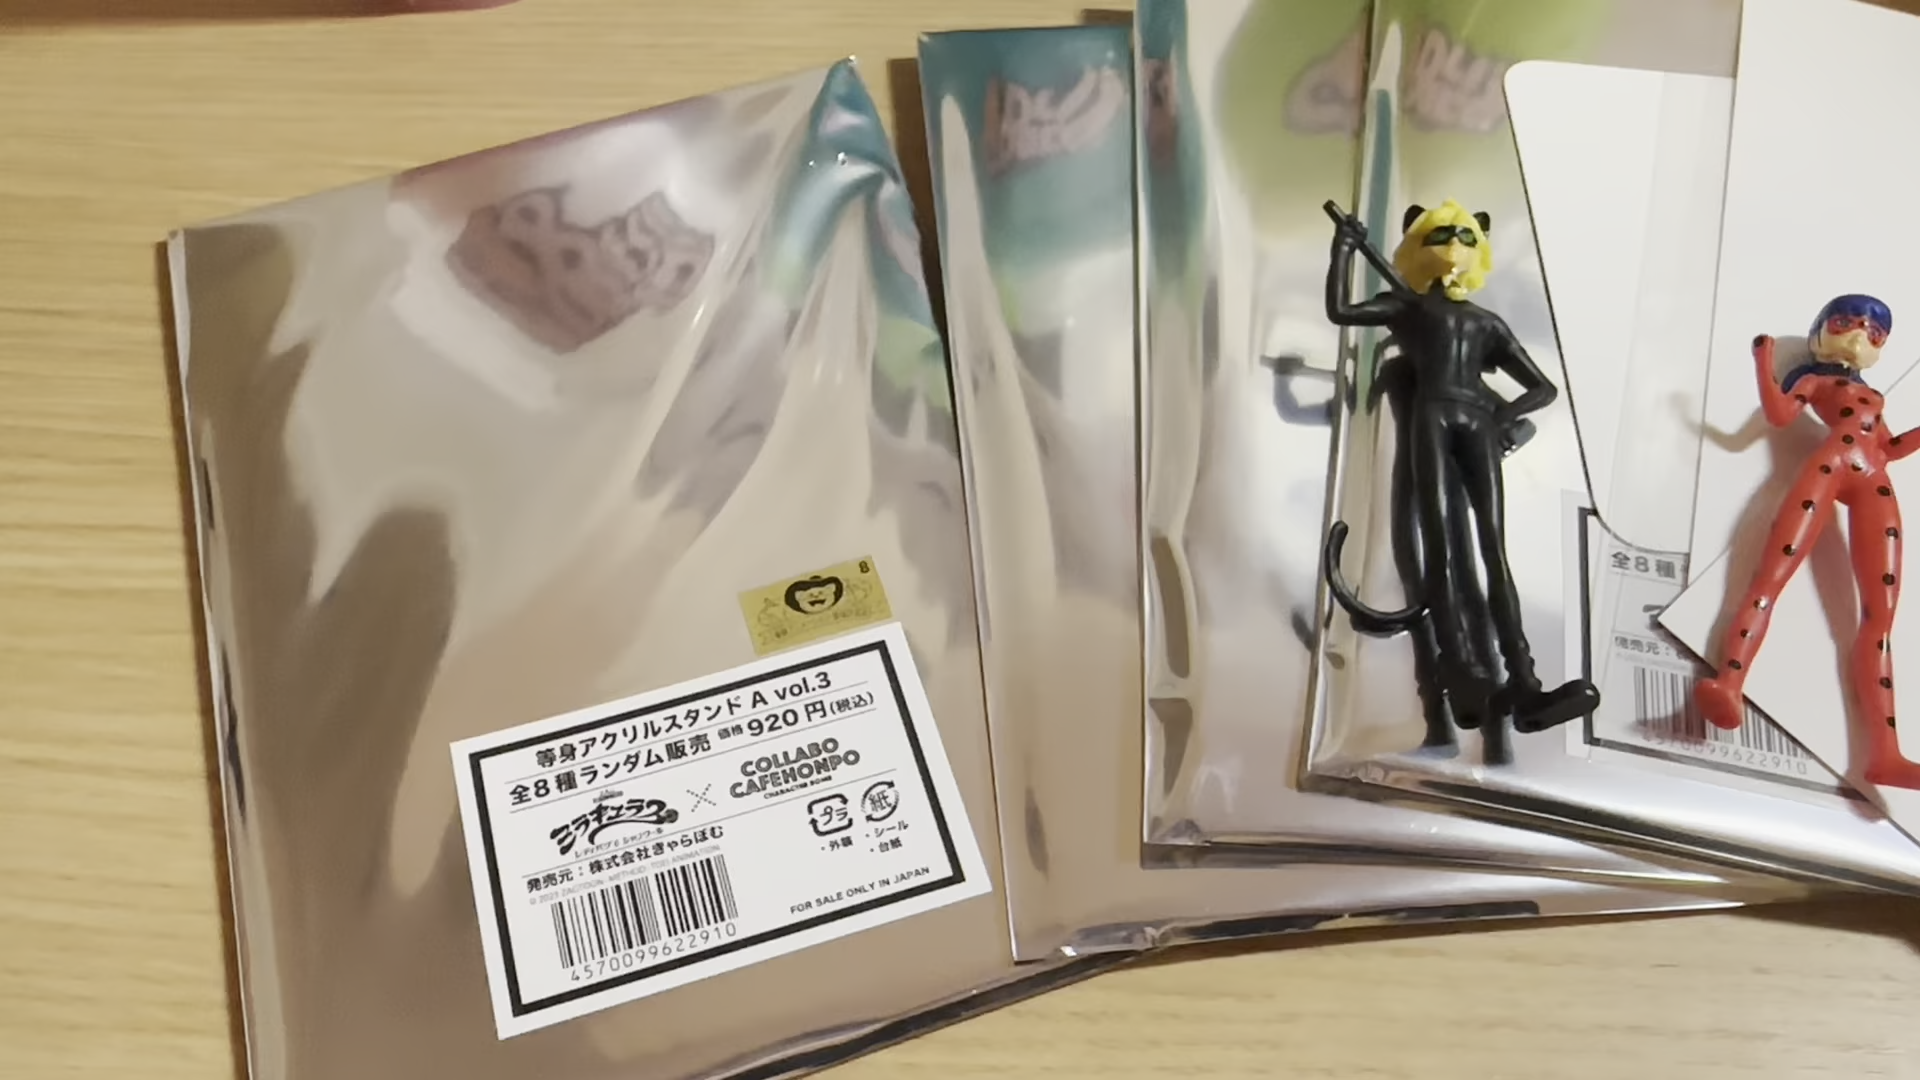 8
等身アクリルスタンド A vol.3
全8種ランダム販売 価格 920 円(税込)
ミラキュラス
レディバグ&シャノワール
COLLABO
CAFEHONPO
CHARACTER BOMB
発売元:株式会社きゃらぼむ
プラ
・外装
紙
・シール
・台紙
FOR SALE ONLY IN JAPAN
4570099622910
全8種
発売元:
4570099622910